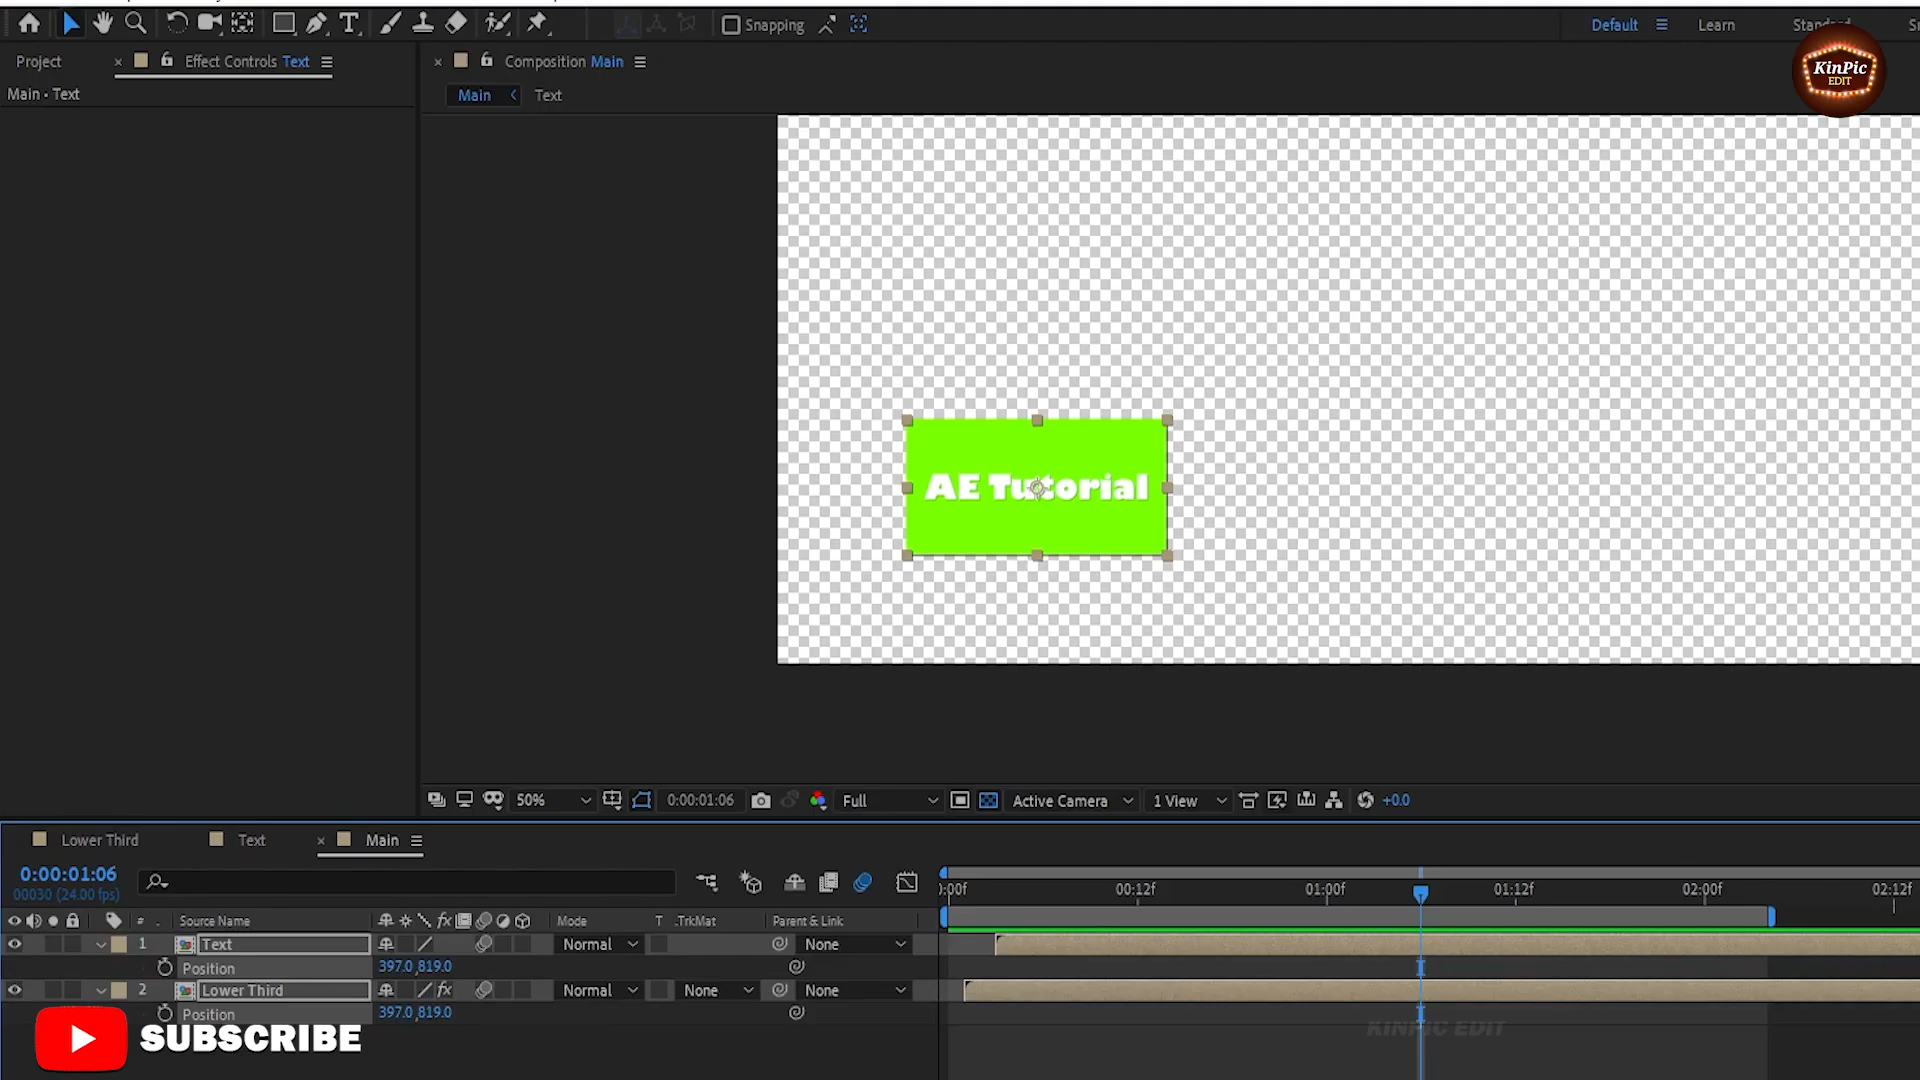 Snapping
Default
Learn
KinPic
EDIT
Project
Effect Controls Text
Composition Main
Main • Text
Main
Text
AE Tutorial
50%
0:00:01:06
Full
Active Camera
1 View
+0.0
Lower Third
Text
Main
0:00:01:06
00030 (24.00 fps)
):00f
00:12f
01:00f
01:12f
02:00f
02:12f
#
Source Name
fx
Mode
T
.TrkMat
Parent & Link
1
Text
Normal
None
Position
397.0,819.0
2
Lower Third
fx
Normal
None
None
Position
397.0,819.0
SUBSCRIBE
KINPIC EDIT